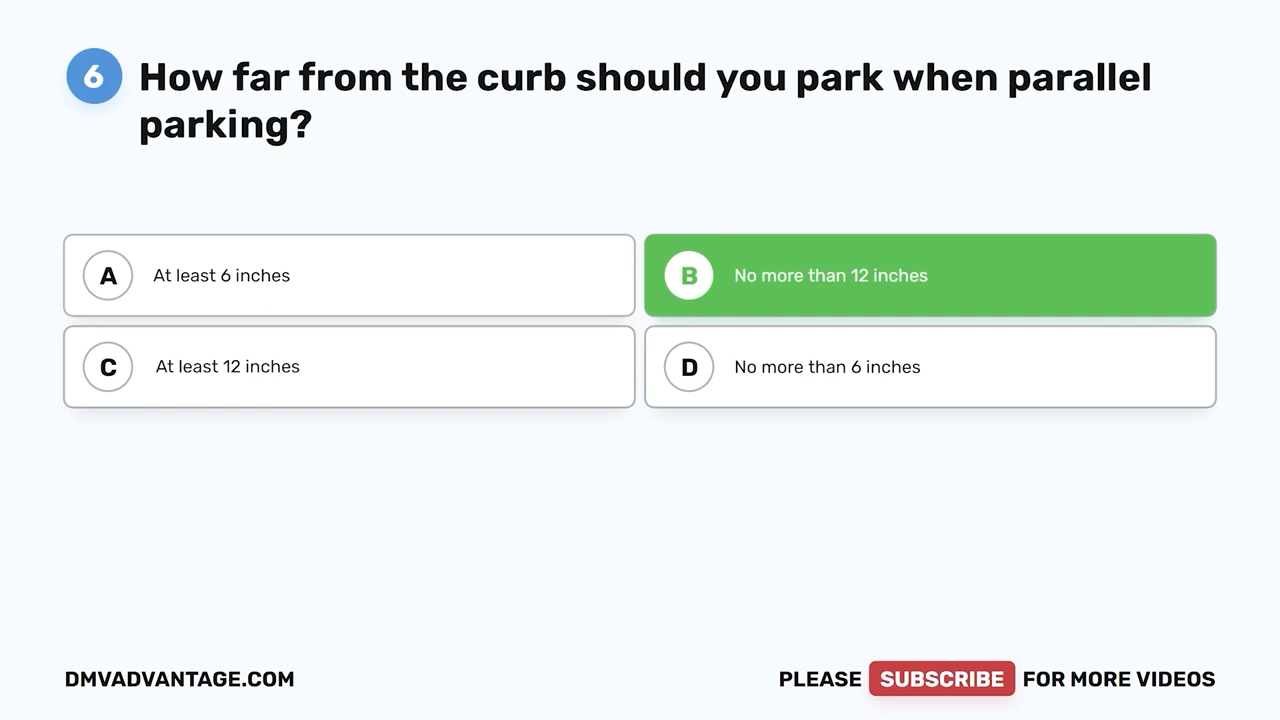 6
How far from the curb should you park when parallel
parking?
A At least 6 inches
B No more than 12 inches
C At least 12 inches
D No more than 6 inches
DMVADVANTAGE.COM
PLEASE SUBSCRIBE FOR MORE VIDEOS